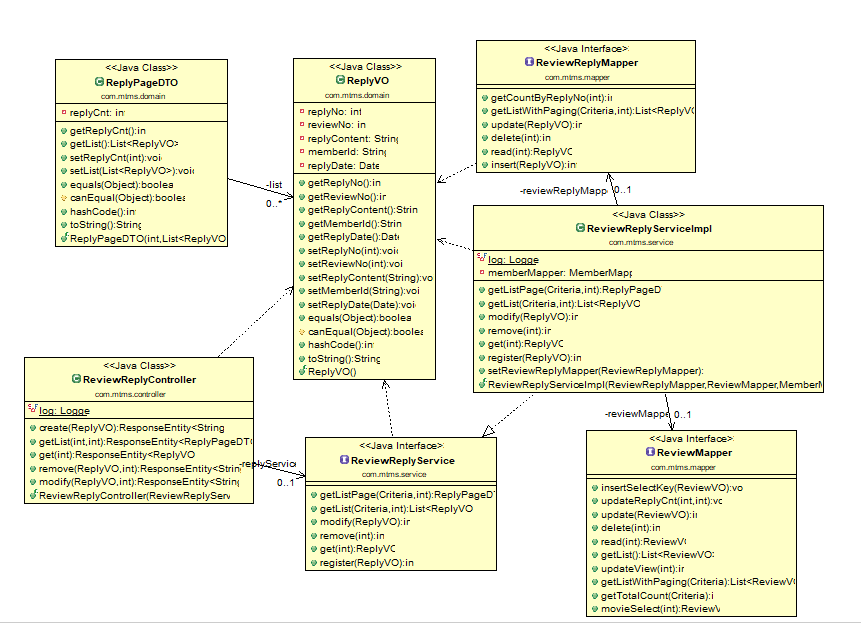 <<Java Class>>
ReplyPageDTO
com.mtms.domain
replyCnt: int
getReplyCnt():in
getList():List<ReplyVO>
setReplyCnt(int):voi
setList(List<ReplyVO>):voi
equals(Object):boolea
canEqual(Object):boolea
hashCode():in
toString():String
ReplyPageDTO(int,List<ReplyVO
-list
0..*
<<Java Class>>
ReplyVO
com.mtms.domain
replyNo: int
reviewNo: in
replyContent: String
memberId: String
replyDate: Date
getReplyNo():in
getReviewNo():ir
getReplyContent():Strin
getMemberId():Strin
getReplyDate():Date
setReplyNo(int):voi
setReviewNo(int):voi
setReplyContent(String):vo
setMemberId(String):voi
setReplyDate(Date):voi
equals(Object):boolea
canEqual(Object):boolea
hashCode():in
toString():String
ReplyVO()
<<Java Interface>
ReviewReplyMapper
com.mtms.mapper
getCountByReplyNo(int):i
getListWithPaging(Criteria,int):List<ReplyVO
update(ReplyVO):ir
delete(int):in
read(int):ReplyVO
insert(ReplyVO):in
-reviewReplyMapp
0..1
<<Java Class>>
ReviewReplyServiceImpl
com.mtms.service
log: Logge
memberMapper: MemberMapp
getListPage(Criteria,int):ReplyPageD
getList(Criteria,int):List<ReplyVO
modify(ReplyVO):ir
remove(int):ir
get(int):ReplyVO
register(ReplyVO):in
setReviewReplyMapper(ReviewReplyMapper):
ReviewReplyServiceImpl(ReviewReplyMapper,ReviewMapper,MemberM
<<Java Class>>
ReviewReplyController
com.mtms.controller
log: Logge
create(ReplyVO):ResponseEntity<String
getList(int,int):ResponseEntity<ReplyPageDTO
get(int):ResponseEntity<ReplyVO
remove(ReplyVO,int):ResponseEntity<String
modify(ReplyVO,int):ResponseEntity<String
ReviewReplyController(ReviewReplyServ
-replyServic
0..1
<<Java Interface>
ReviewReplyService
com.mtms.service
getListPage(Criteria,int):ReplyPageDT
getList(Criteria,int):List<ReplyVO
modify(ReplyVO):ir
remove(int):in
get(int):ReplyVO
register(ReplyVO):in
-reviewMappe
0..1
<<Java Interface>
ReviewMapper
com.mtms.mapper
insertSelectKey(ReviewVO):vo
updateReplyCnt(int,int):vo
update(ReviewVO):ir
delete(int):in
read(int):ReviewV
getList():List<ReviewVO>
updateView(int):ir
getListWithPaging(Criteria):List<ReviewVO
getTotalCount(Criteria):i
movieSelect(int):ReviewV